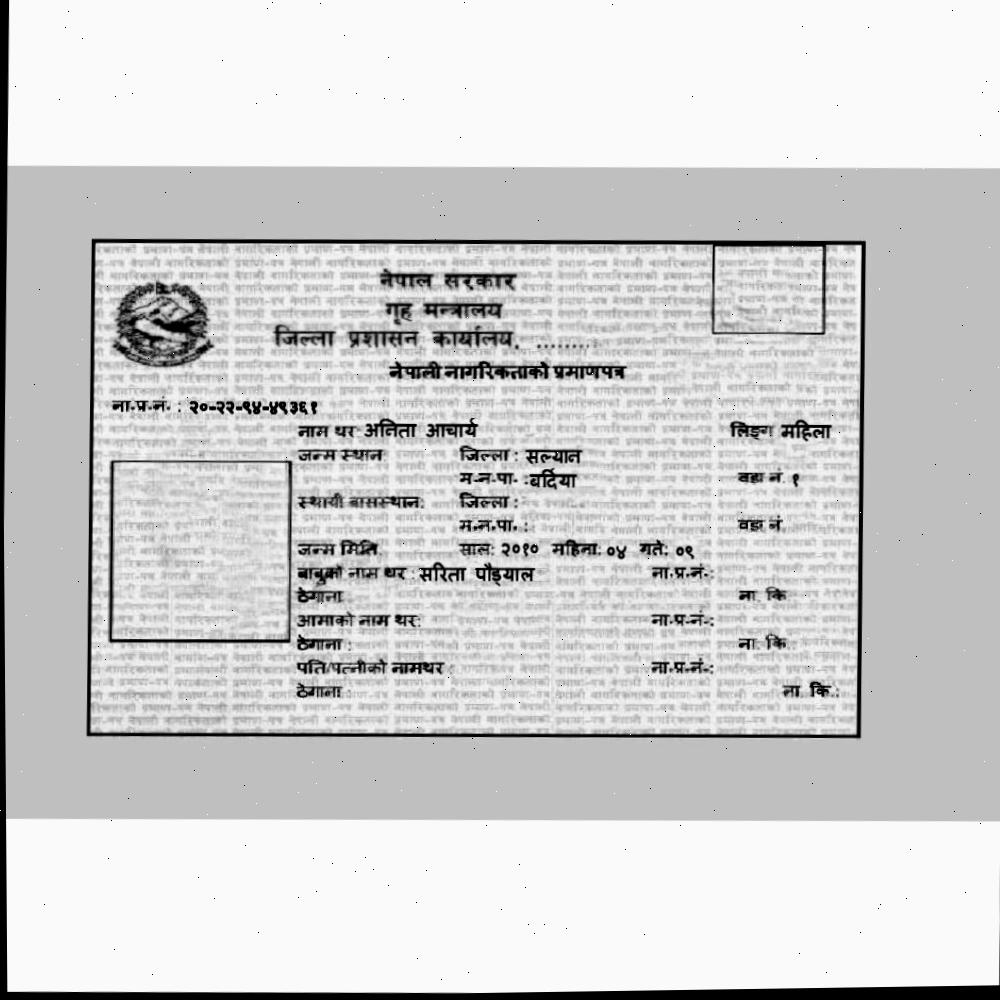 नेपाल सरकार
गृह मन्त्रालय
जिल्ला प्रशासन कार्यालय, .........
नेपाली नागरिकताको प्रमाणपत्र
ना.प्र.नं. : २०-२२-९४-४९३६१
नाम थर: अनिता आचार्य लिङ्ग महिला
जन्म स्थान जिल्ला : सल्यान
म.न.पा. : बर्दिया वडा नं. १
स्थायी बासस्थान: जिल्ला :
म.न.पा. : वडा नं.
जन्म मिति साल: २०१० महिना: ०४ गते: ०९
बाबुको नाम थर : सरिता पौड्याल ना.प्र.नं.:
ठेगाना ना. कि.
आमाको नाम थर: ना.प्र.नं.:
ठेगाना : ना. कि.
पति/पत्नीको नामथर : ना.प्र.नं.:
ठेगाना : ना. कि.: